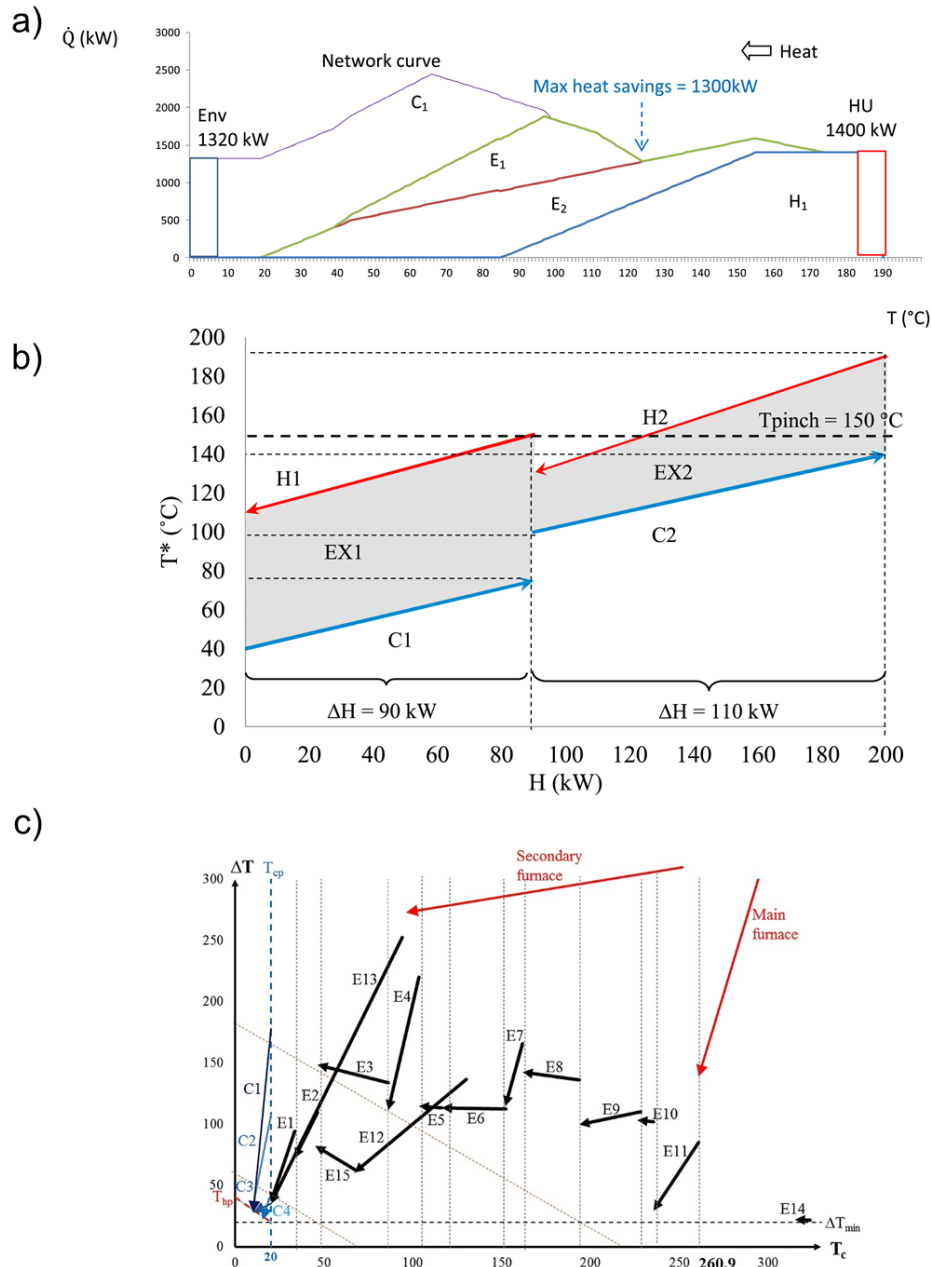 a)
Q̇ (kW)
3000
2500
2000
1500
1000
500
0
Network curve
C₁
E₁
E₂
H₁
Env
1320 kW
Max heat savings = 1300kW
Heat
HU
1400 kW
0 10 20 30 40 50 60 70 80 90 100 110 120 130 140 150 160 170 180 190
T (°C)
b)
T* (°C)
200
180
160
140
120
100
80
60
40
20
0
H1
H2
Tpinch = 150 °C
EX1
EX2
C1
C2
ΔH = 90 kW
ΔH = 110 kW
0 20 40 60 80 100 120 140 160 180 200
H (kW)
c)
ΔT
Tcp
Secondary
furnace
Main
furnace
300
250
200
150
100
50
0
E13
E4
E7
E3
E8
C1
E2
E1
E5
E6
E9
E10
C2
E12
E11
E15
C3
Thp
C4
E14
ΔTmin
Tc
0 20 50 100 150 200 250 260.9 300